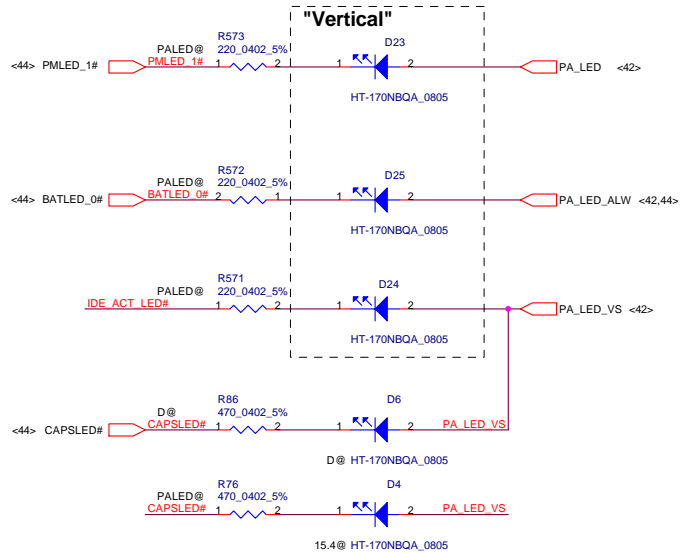 "Vertical"
R573
PALED@ 220_0402_5%
D23
<44> PMLED_1# PMLED_1# 1 2 1 2 PA_LED <42>
HT-170NBQA_0805
R572
PALED@ 220_0402_5%
D25
<44> BATLED_0# BATLED_0# 2 1 1 2 PA_LED_ALW <42,44>
HT-170NBQA_0805
R571
PALED@ 220_0402_5%
D24
IDE_ACT_LED# 1 2 1 2 PA_LED_VS <42>
HT-170NBQA_0805
R86
D@ 470_0402_5%
D6
<44> CAPSLED# CAPSLED# 1 2 1 2 PA_LED_VS
D@ HT-170NBQA_0805
R76
PALED@ 470_0402_5%
D4
CAPSLED# 1 2 1 2 PA_LED_VS
15.4@ HT-170NBQA_0805